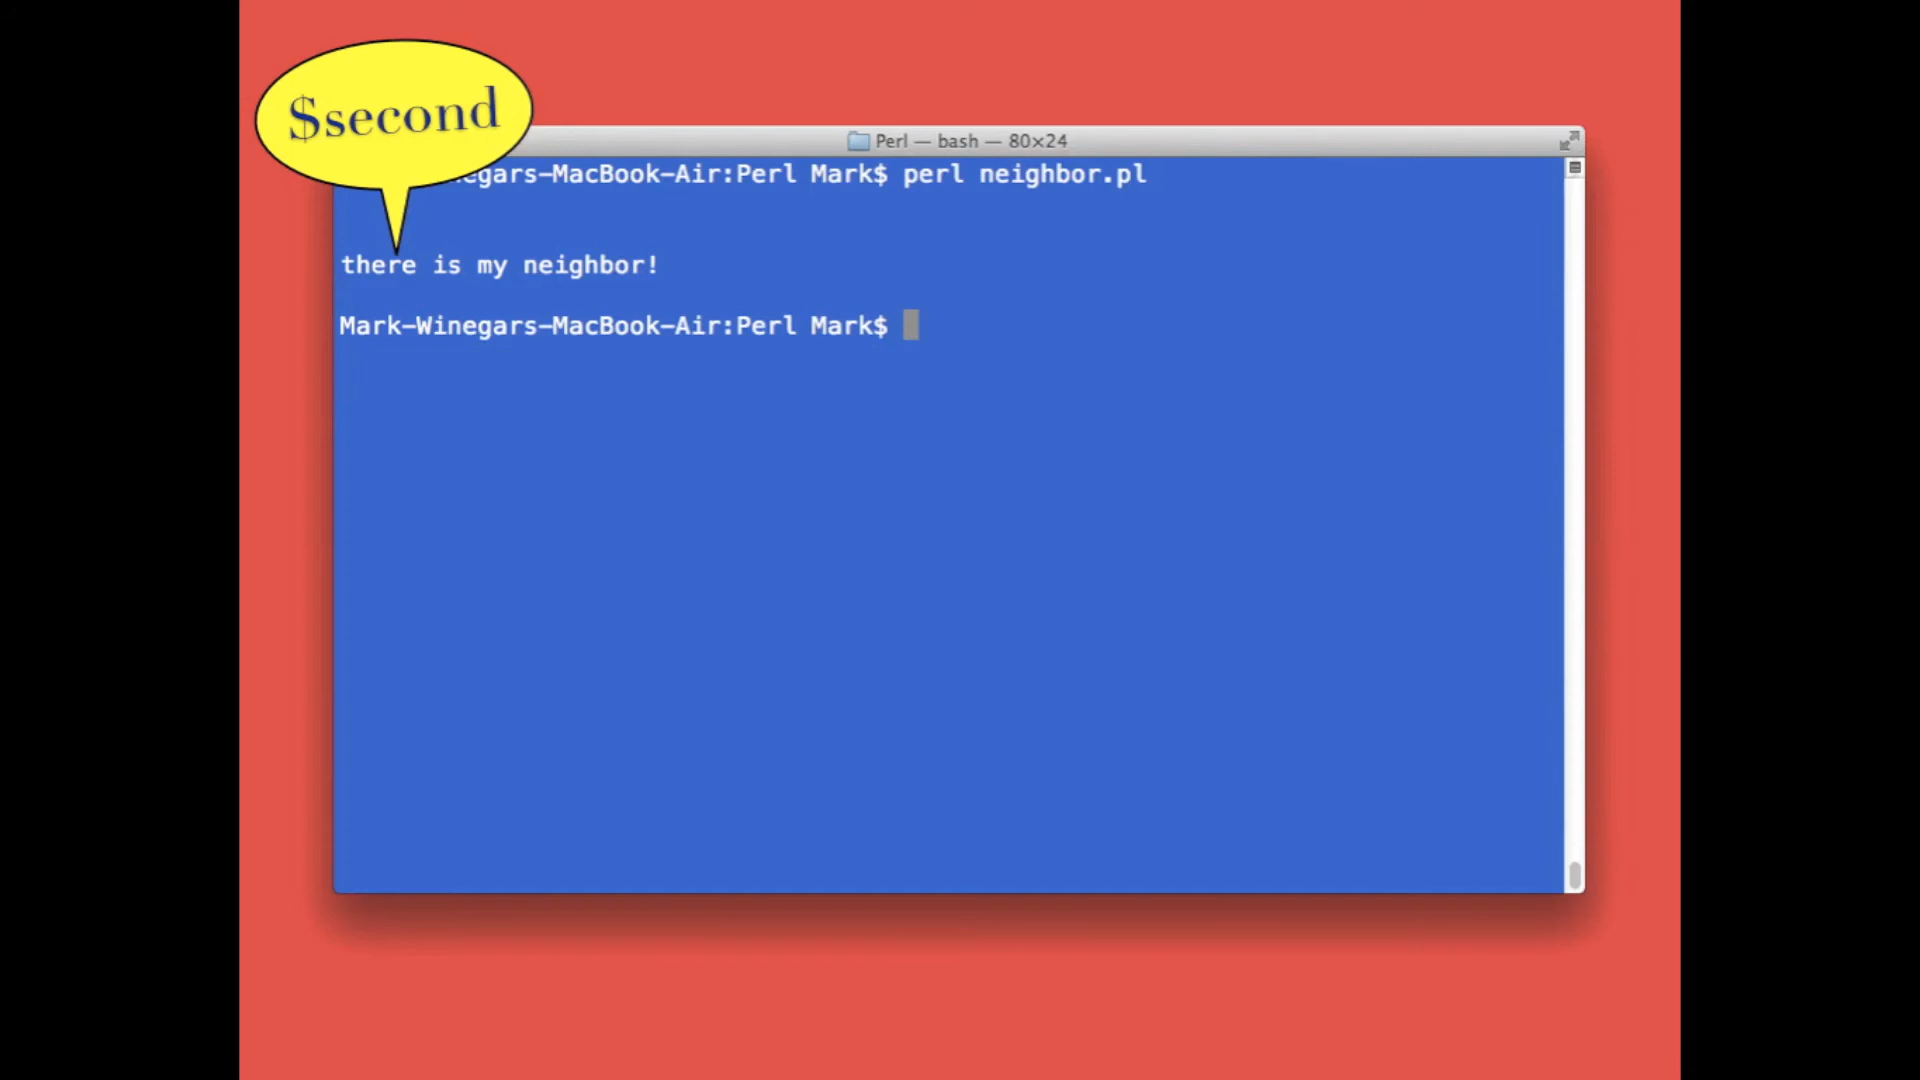 $second
Perl — bash — 80×24
egars-MacBook-Air:Perl Mark$ perl neighbor.pl
there is my neighbor!
Mark-Winegars-MacBook-Air:Perl Mark$